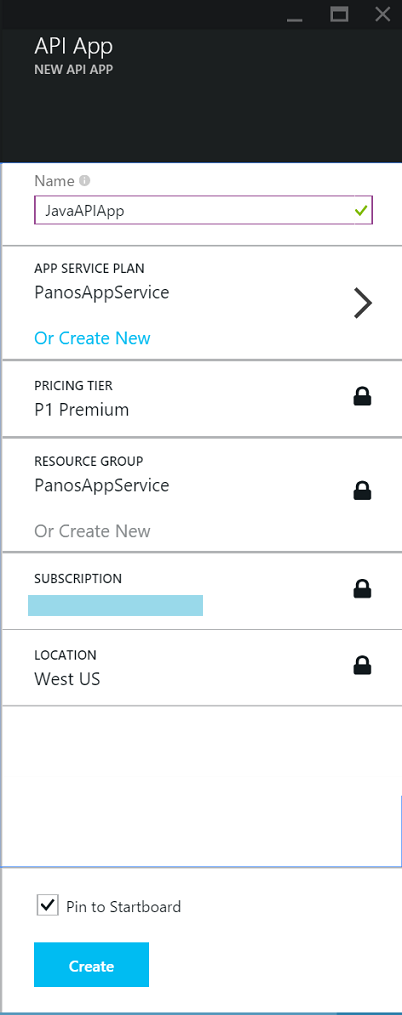 API App
NEW API APP
Name
JavaAPIApp
APP SERVICE PLAN
PanosAppService
Or Create New
PRICING TIER
P1 Premium
RESOURCE GROUP
PanosAppService
Or Create New
SUBSCRIPTION
LOCATION
West US
Pin to Startboard
Create